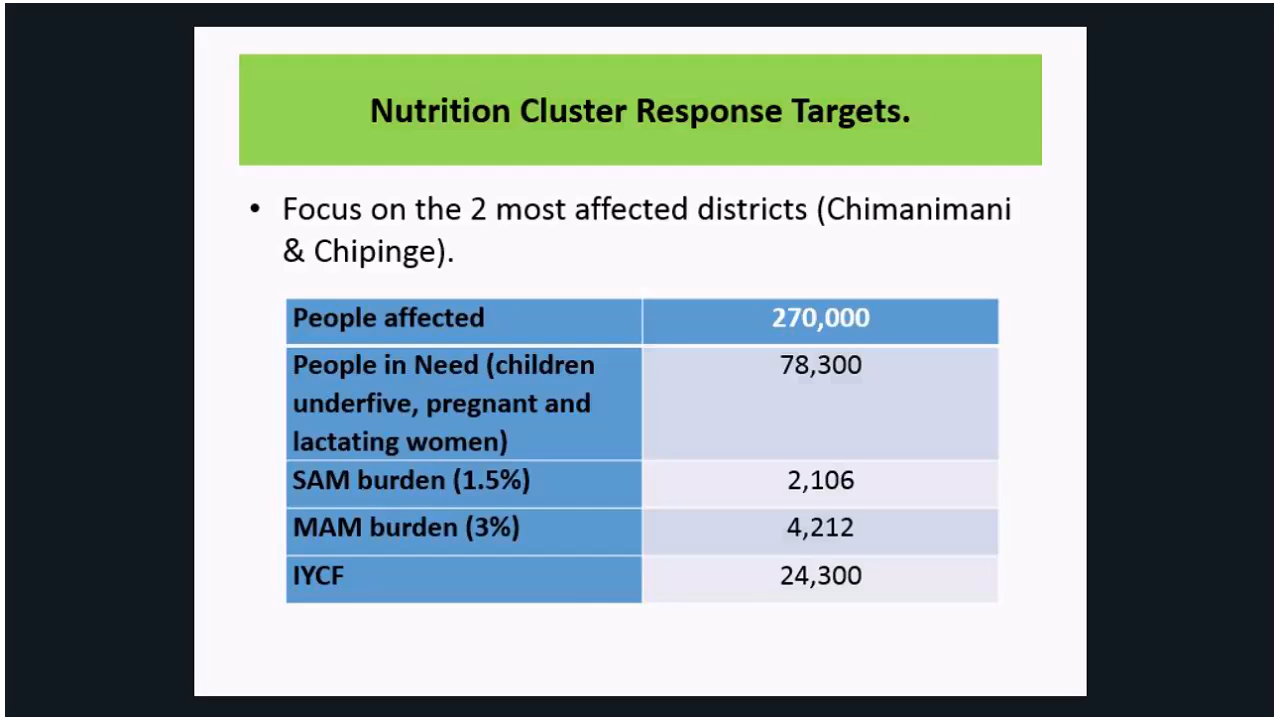 Nutrition Cluster Response Targets.
• Focus on the 2 most affected districts (Chimanimani
& Chipinge).
People affected 270,000
People in Need (children 78,300
underfive, pregnant and
lactating women)
SAM burden (1.5%) 2,106
MAM burden (3%) 4,212
IYCF 24,300